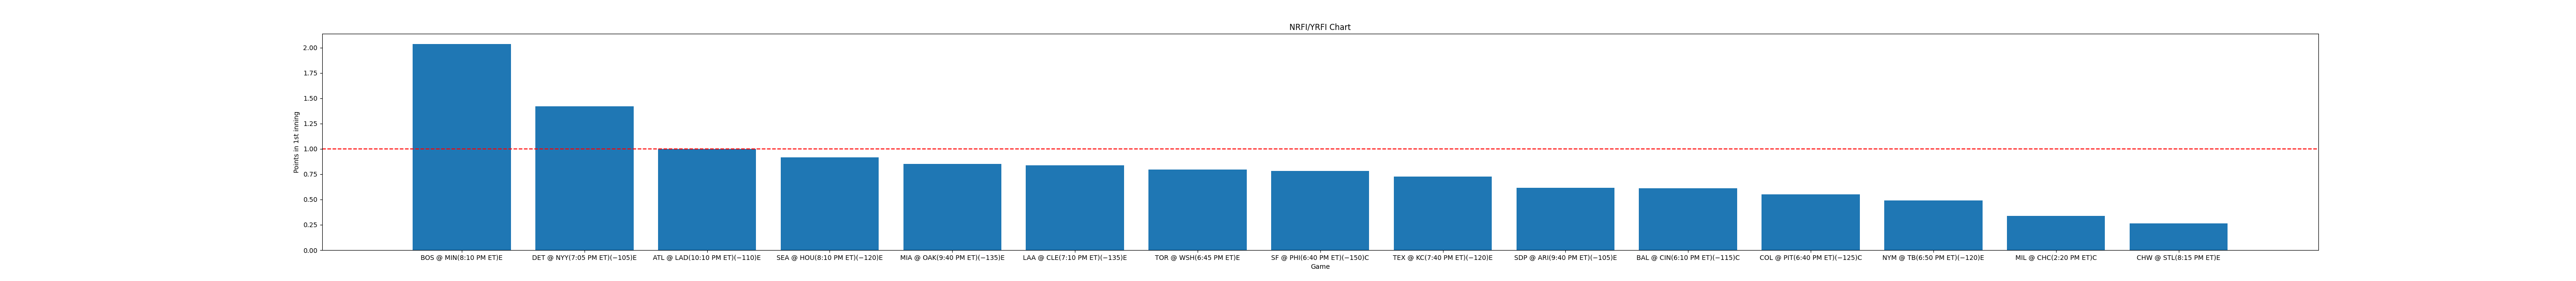 NRFI/YRFI Chart
Points in 1st inning
2.00
1.75
1.50
1.25
1.00
0.75
0.50
0.25
0.00
BOS @ MIN(8:10 PM ET)E DET @ NYY(7:05 PM ET)(−105)E ATL @ LAD(10:10 PM ET)(−110)E SEA @ HOU(8:10 PM ET)(−120)E MIA @ OAK(9:40 PM ET)(−135)E LAA @ CLE(7:10 PM ET)(−135)E TOR @ WSH(6:45 PM ET)E SF @ PHI(6:40 PM ET)(−150)C TEX @ KC(7:40 PM ET)(−120)E SDP @ ARI(9:40 PM ET)(−105)E BAL @ CIN(6:10 PM ET)(−115)C COL @ PIT(6:40 PM ET)(−125)C NYM @ TB(6:50 PM ET)(−120)E MIL @ CHC(2:20 PM ET)C CHW @ STL(8:15 PM ET)E
Game